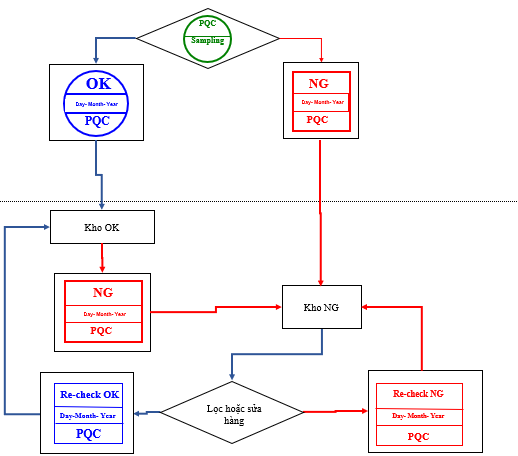 PQC
Sampling
OK
Day- Month- Year
PQC
NG
Day- Month- Year
PQC
Kho OK
NG
Day- Month- Year
PQC
Kho NG
Re-check OK
Day-Month- Year
PQC
Lọc hoặc sửa
hàng
Re-check NG
Day- Month- Year
PQC